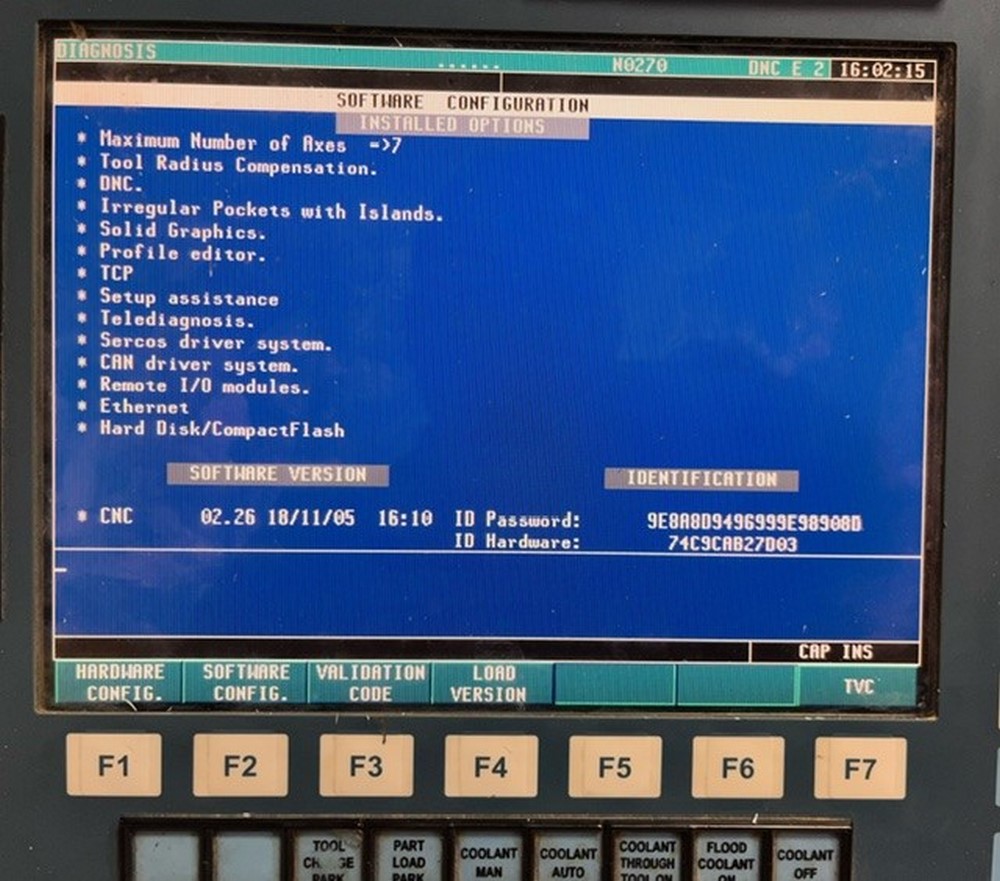 DIAGNOSIS ...... N0270 DNC E 2 16:02:15
SOFTWARE CONFIGURATION
INSTALLED OPTIONS
* Maximum Number of Axes =>7
* Tool Radius Compensation.
* DNC.
* Irregular Pockets with Islands.
* Solid Graphics.
* Profile editor.
* TCP
* Setup assistance
* Telediagnosis.
* Sercos driver system.
* CAN driver system.
* Remote I/O modules.
* Ethernet
* Hard Disk/CompactFlash
SOFTWARE VERSION IDENTIFICATION
* CNC 02.26 18/11/05 16:10 ID Password: 9E8A8D9496999E98908D
ID Hardware: 74C9CAB27D03
CAP INS
HARDWARE CONFIG. SOFTWARE CONFIG. VALIDATION CODE LOAD VERSION TVC
F1 F2 F3 F4 F5 F6 F7
TOOL PART COOLANT COOLANT COOLANT FLOOD COOLANT
LOAD MAN AUTO THROUGH COOLANT OFF
PARK PARK TOOL ON ON